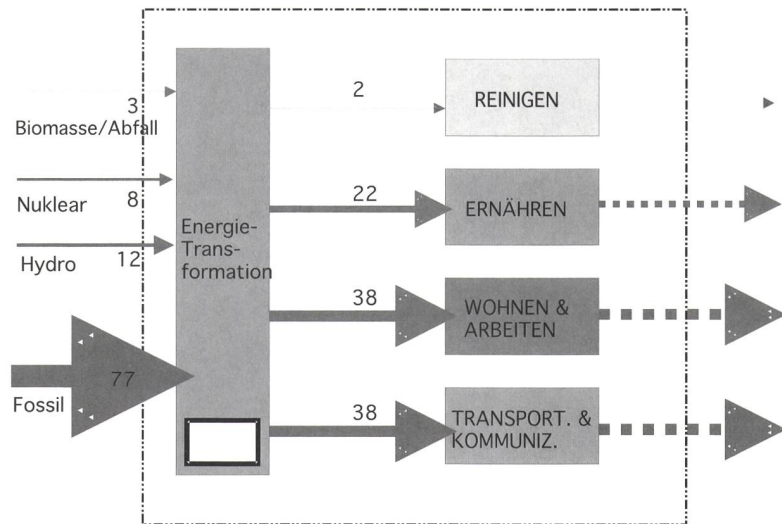 3
Biomasse/Abfall
Nuklear
8
Hydro
12
77
Fossil
Energie-
Trans-
formation
2
REINIGEN
22
ERNÄHREN
38
WOHNEN &
ARBEITEN
38
TRANSPORT. &
KOMMUNIZ.